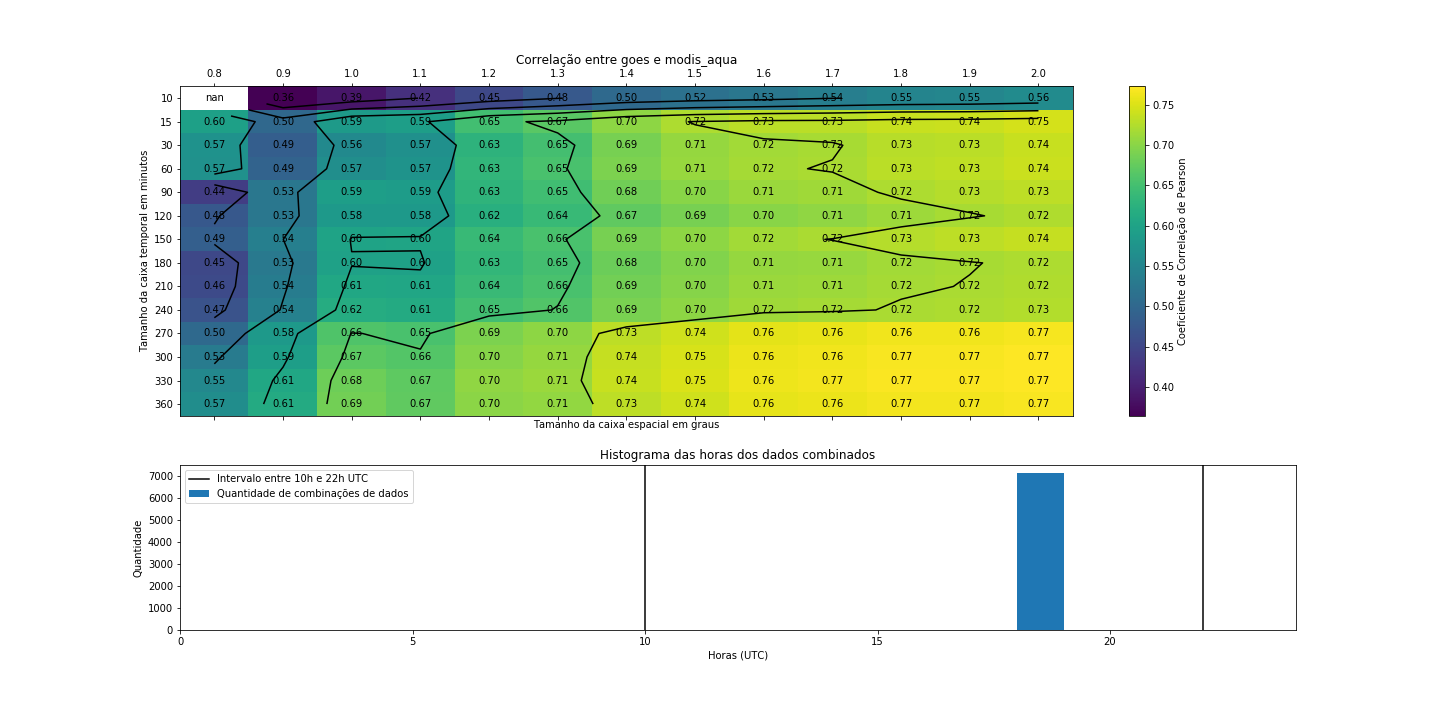 Correlação entre goes e modis_aqua
0.8 0.9 1.0 1.1 1.2 1.3 1.4 1.5 1.6 1.7 1.8 1.9 2.0
10 nan 0.36 0.39 0.42 0.45 0.48 0.50 0.52 0.53 0.54 0.55 0.55 0.56
15 0.60 0.50 0.59 0.59 0.65 0.67 0.70 0.72 0.73 0.73 0.74 0.74 0.75
30 0.57 0.49 0.56 0.57 0.63 0.65 0.69 0.71 0.72 0.72 0.73 0.73 0.74
60 0.57 0.49 0.57 0.57 0.63 0.65 0.69 0.71 0.72 0.72 0.73 0.73 0.74
90 0.44 0.53 0.59 0.59 0.63 0.65 0.68 0.70 0.71 0.71 0.72 0.73 0.73
120 0.48 0.53 0.58 0.58 0.62 0.64 0.67 0.69 0.70 0.71 0.71 0.72 0.72
150 0.49 0.54 0.60 0.60 0.64 0.66 0.69 0.70 0.72 0.72 0.73 0.73 0.74
180 0.45 0.53 0.60 0.60 0.63 0.65 0.68 0.70 0.71 0.71 0.72 0.72 0.72
210 0.46 0.54 0.61 0.61 0.64 0.66 0.69 0.70 0.71 0.71 0.72 0.72 0.72
240 0.47 0.54 0.62 0.61 0.65 0.66 0.69 0.70 0.72 0.72 0.72 0.72 0.73
270 0.50 0.58 0.66 0.65 0.69 0.70 0.73 0.74 0.76 0.76 0.76 0.76 0.77
300 0.53 0.59 0.67 0.66 0.70 0.71 0.74 0.75 0.76 0.76 0.77 0.77 0.77
330 0.55 0.61 0.68 0.67 0.70 0.71 0.74 0.75 0.76 0.77 0.77 0.77 0.77
360 0.57 0.61 0.69 0.67 0.70 0.71 0.73 0.74 0.76 0.76 0.77 0.77 0.77
Tamanho da caixa temporal em minutos
Tamanho da caixa espacial em graus
0.75
0.70
0.65
0.60
0.55
0.50
0.45
0.40
Coeficiente de Correlação de Pearson
Histograma das horas dos dados combinados
Intervalo entre 10h e 22h UTC
Quantidade de combinações de dados
7000
6000
5000
4000
3000
2000
1000
0
Quantidade
0 5 10 15 20
Horas (UTC)